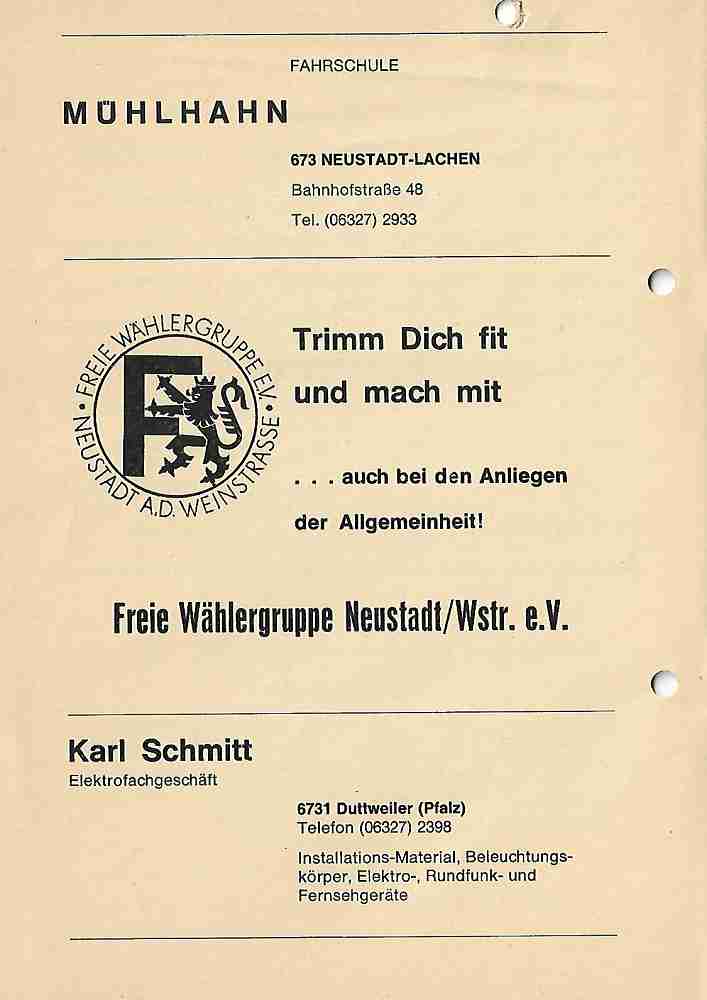 FAHRSCHULE
MÜHLHAHN
673 NEUSTADT-LACHEN
Bahnhofstraße 48
Tel. (06327) 2933
• FREIE WÄHLERGRUPPE E.V. •
NEUSTADT A.D. WEINSTRASSE
F
Trimm Dich fit
und mach mit
. . . auch bei den Anliegen
der Allgemeinheit!
Freie Wählergruppe Neustadt/Wstr. e.V.
Karl Schmitt
Elektrofachgeschäft
6731 Duttweiler (Pfalz)
Telefon (06327) 2398
Installations-Material, Beleuchtungs-
körper, Elektro-, Rundfunk- und
Fernsehgeräte